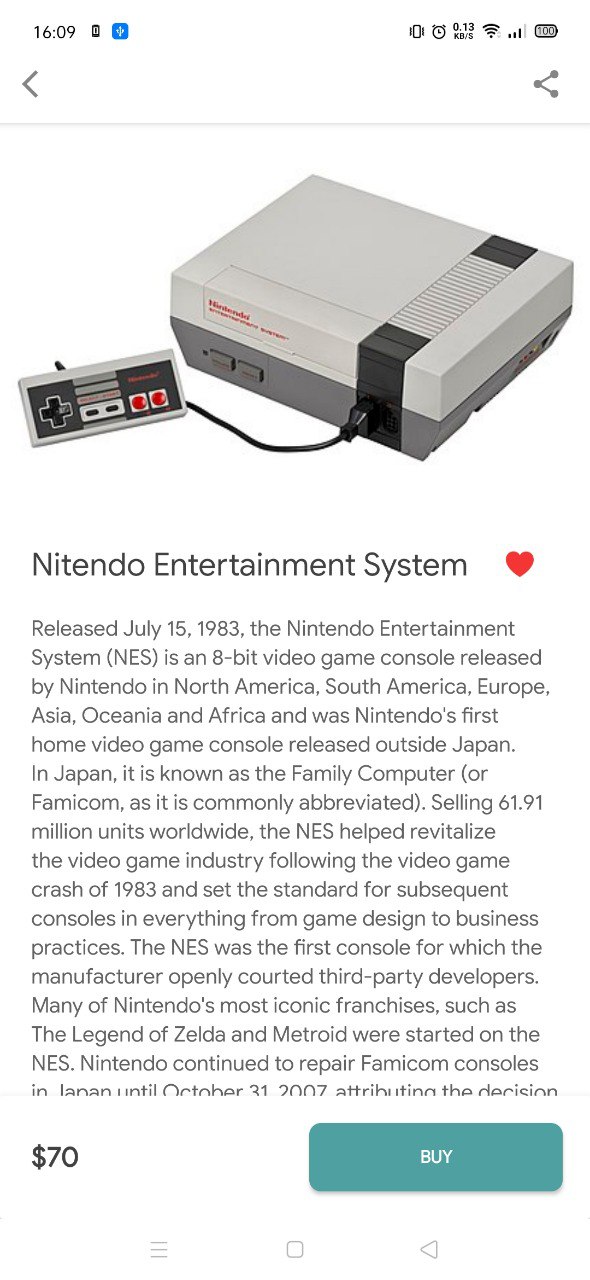 16:09
0.13
KB/S
100
Nintendo
ENTERTAINMENT SYSTEM
Nintendo
SELECT START
Nitendo Entertainment System
Released July 15, 1983, the Nintendo Entertainment
System (NES) is an 8-bit video game console released
by Nintendo in North America, South America, Europe,
Asia, Oceania and Africa and was Nintendo's first
home video game console released outside Japan.
In Japan, it is known as the Family Computer (or
Famicom, as it is commonly abbreviated). Selling 61.91
million units worldwide, the NES helped revitalize
the video game industry following the video game
crash of 1983 and set the standard for subsequent
consoles in everything from game design to business
practices. The NES was the first console for which the
manufacturer openly courted third-party developers.
Many of Nintendo's most iconic franchises, such as
The Legend of Zelda and Metroid were started on the
NES. Nintendo continued to repair Famicom consoles
in Japan until October 31, 2007, attributing the decision
$70
BUY